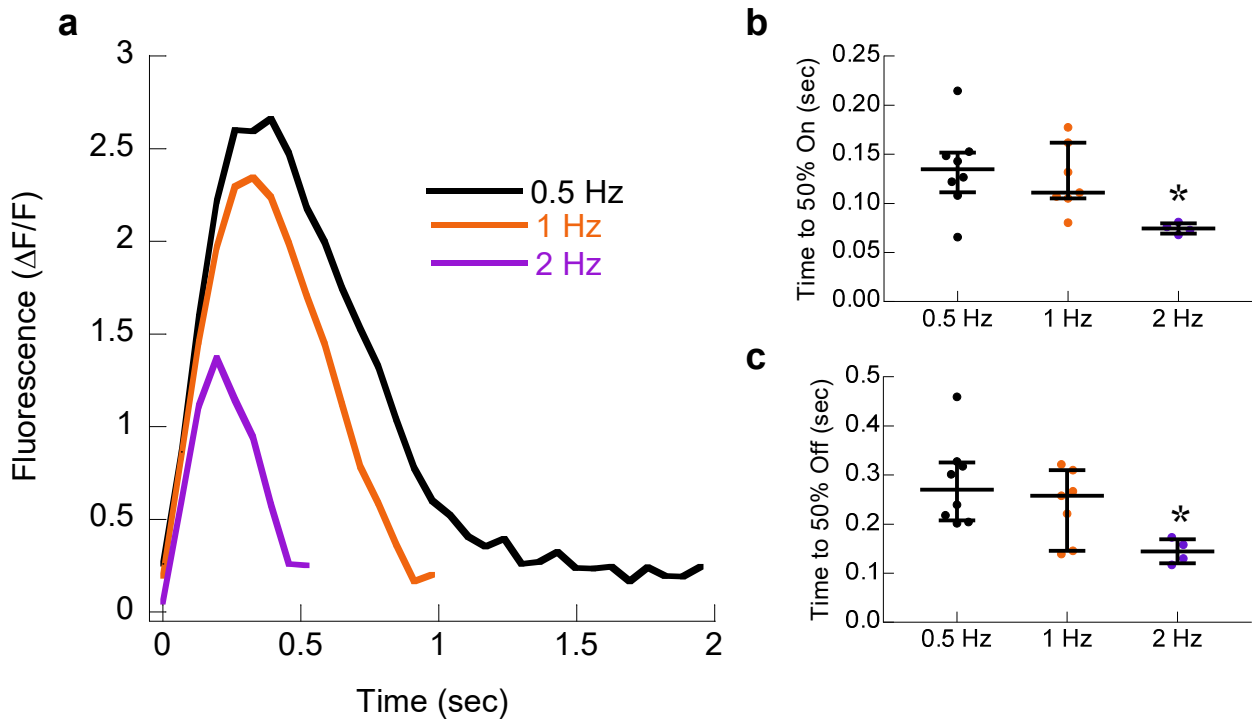 a
3
2.5
2
1.5
1
0.5
0
Fluorescence (ΔF/F)
0 0.5 1 1.5 2
Time (sec)
0.5 Hz
1 Hz
2 Hz
b
0.25
0.20
0.15
0.10
0.05
0.00
Time to 50% On (sec)
*
0.5 Hz 1 Hz 2 Hz
c
0.5
0.4
0.3
0.2
0.1
0.0
Time to 50% Off (sec)
*
0.5 Hz 1 Hz 2 Hz